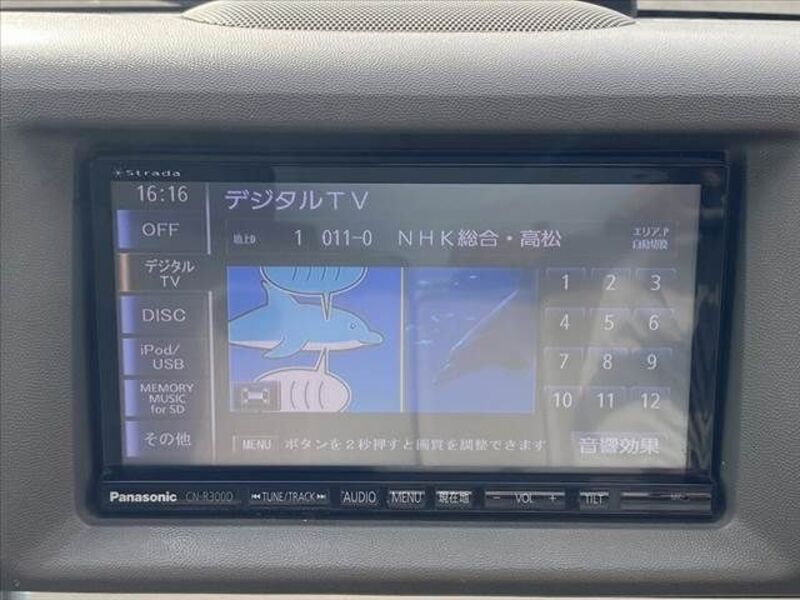 Strada
16:16
デジタルTV
OFF
地上D 1 011-0 NHK総合・高松
エリア.P
自動切換
デジタル
TV
DISC
iPod/
USB
MEMORY
MUSIC
for SD
その他
1 2 3
4 5 6
7 8 9
10 11 12
MENU ボタンを2秒押すと画質を調整できます
音響効果
Panasonic CN-R300D TUNE/TRACK AUDIO MENU 現在地 − VOL + TILT